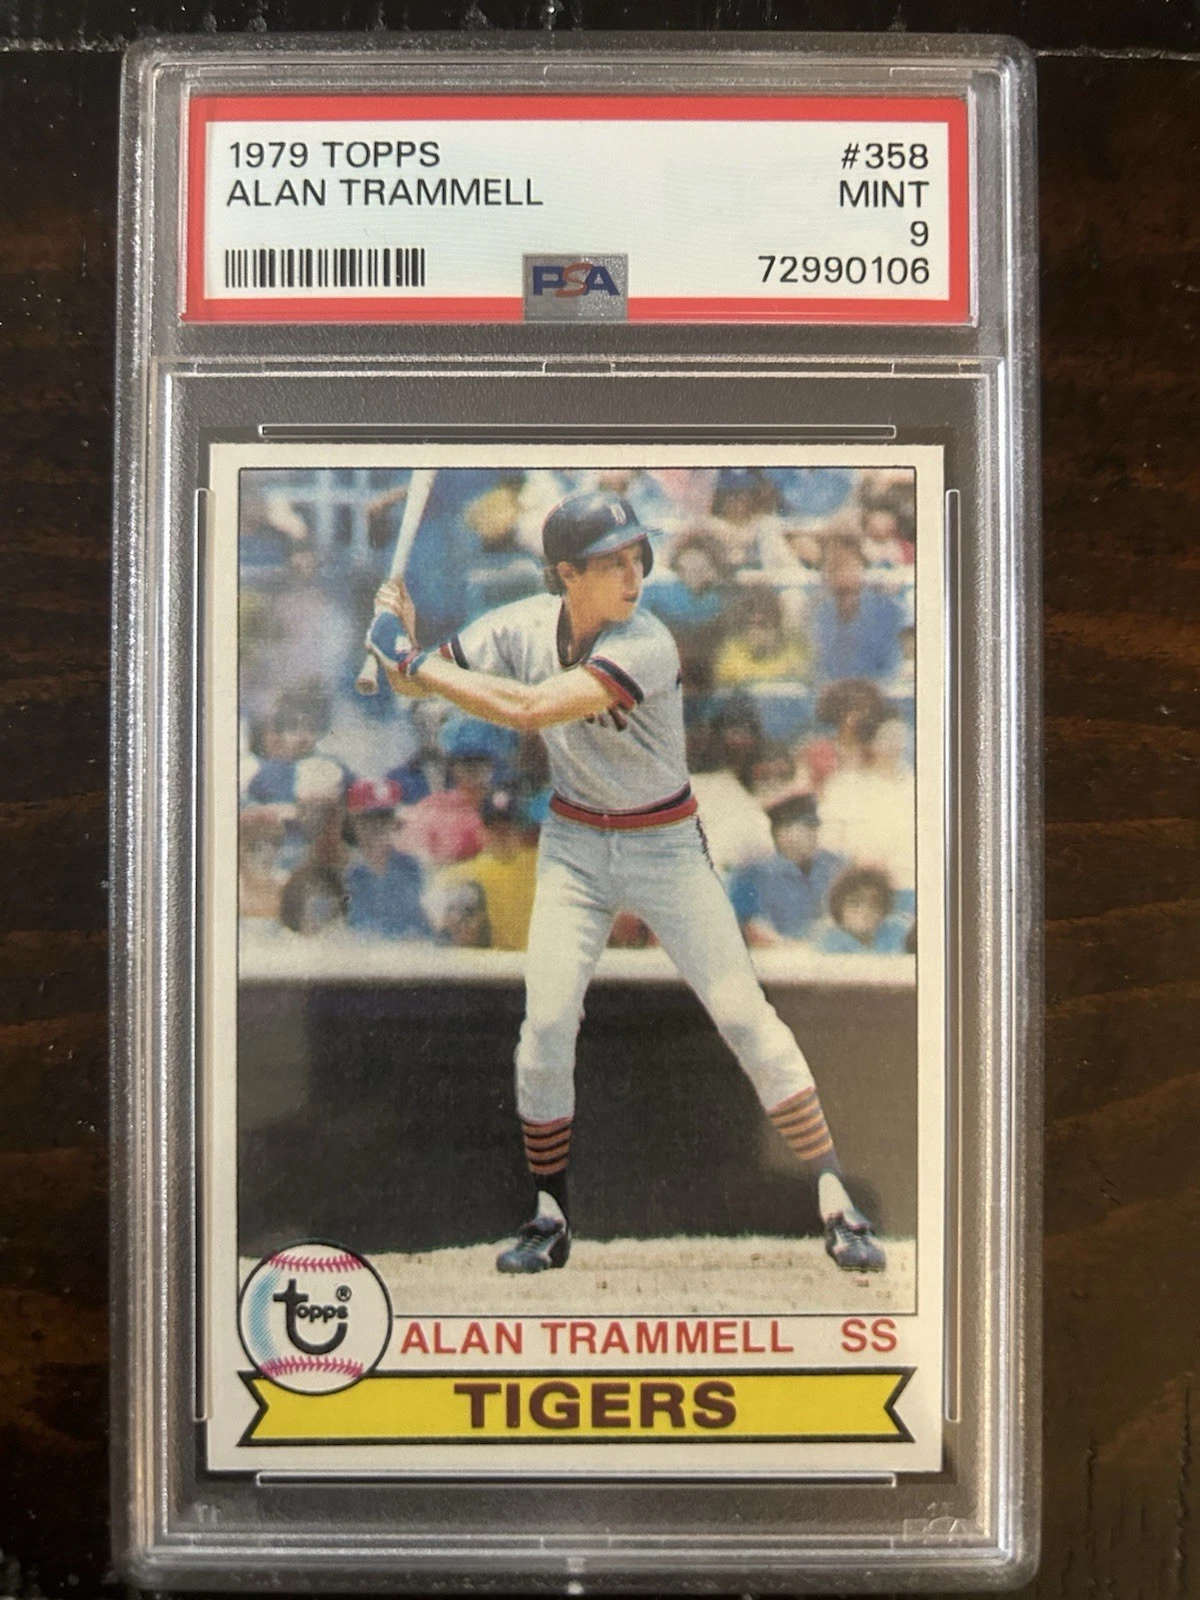 1979 TOPPS #358
ALAN TRAMMELL MINT
9
PSA 72990106
topps®
ALAN TRAMMELL SS
TIGERS